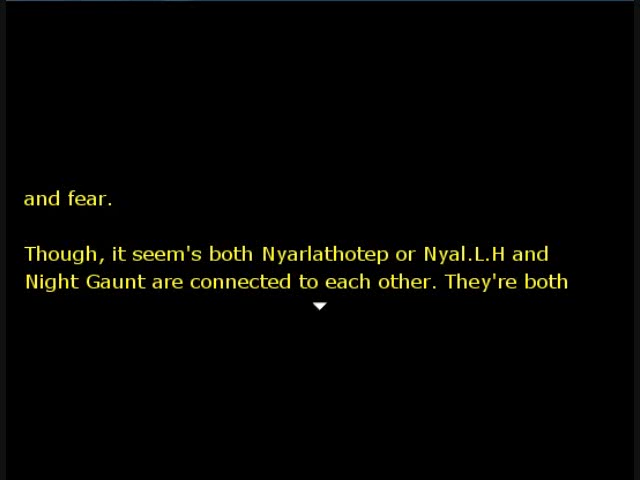 and fear.
Though, it seem's both Nyarlathotep or Nyal.L.H and
Night Gaunt are connected to each other. They're both